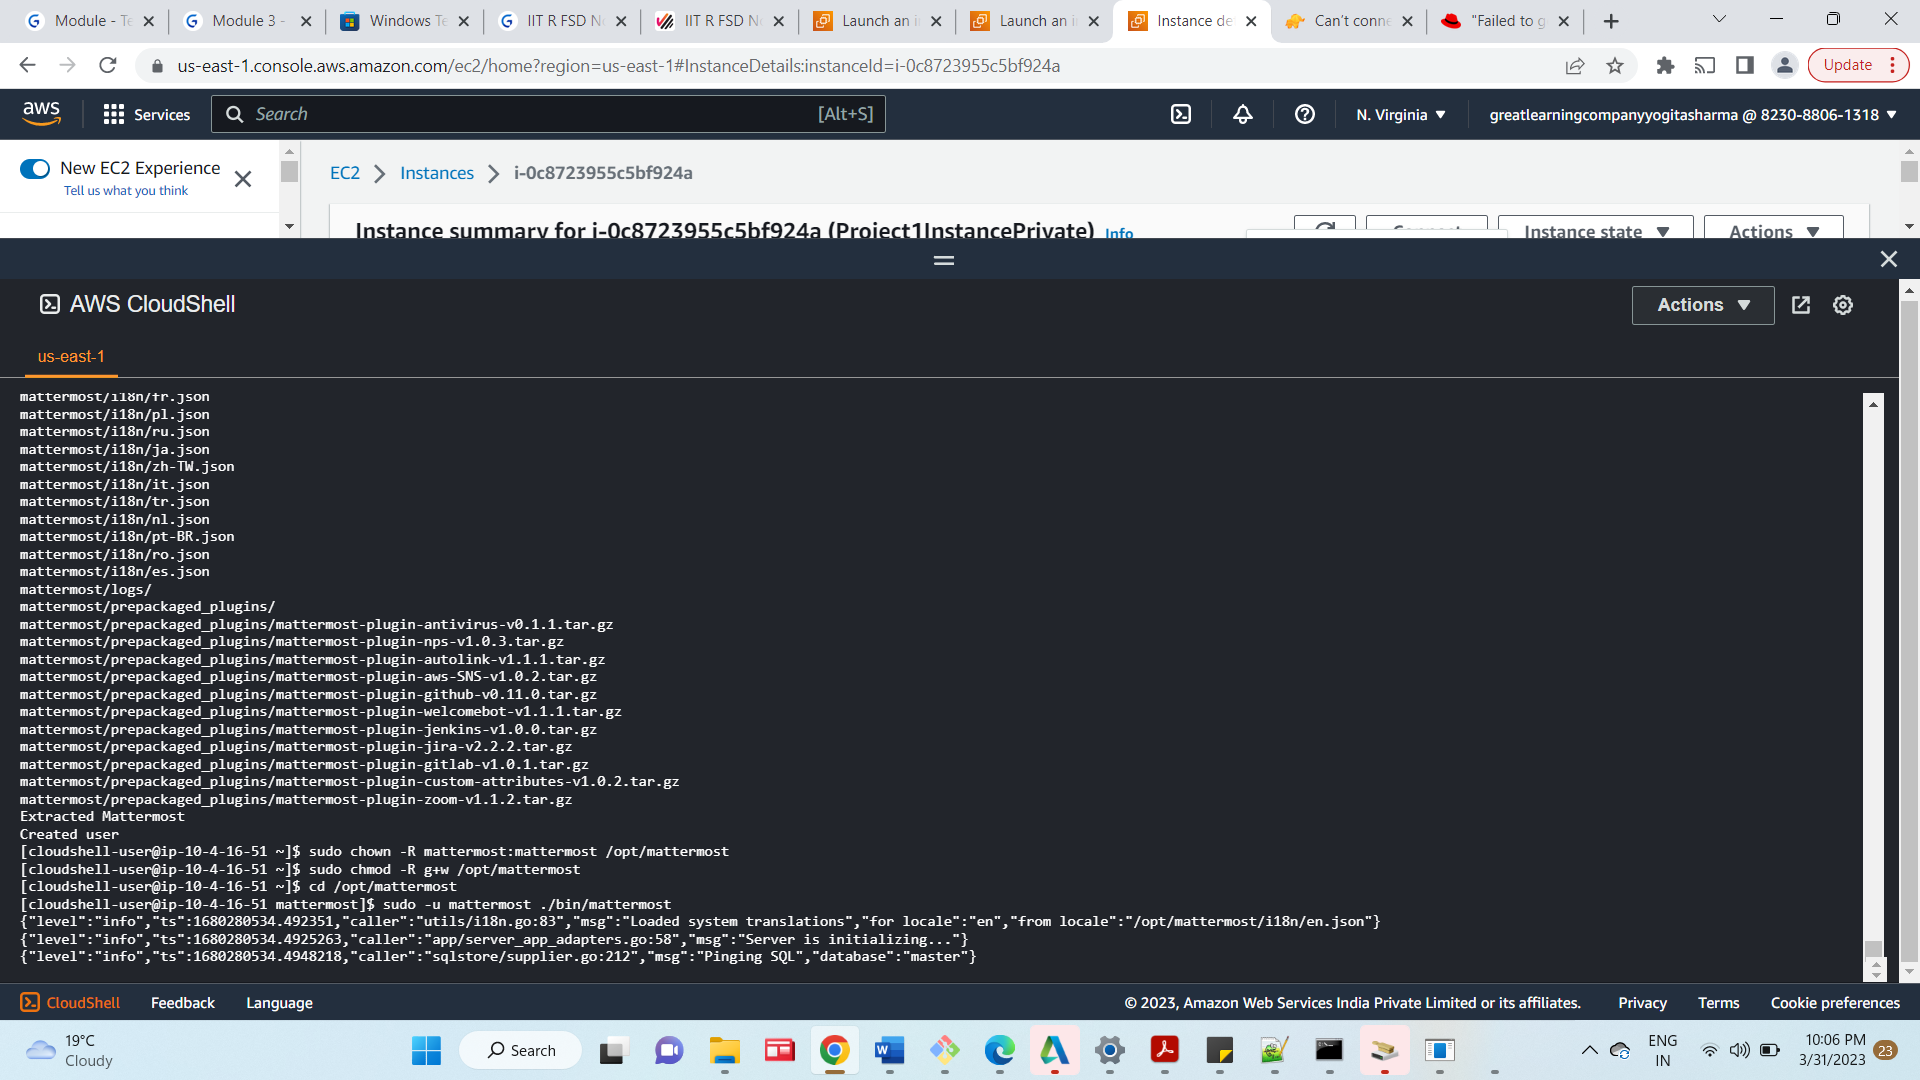 Module - Te
Module 3 -
Windows Te
IIT R FSD No
IIT R FSD No
Launch an in
Launch an in
Instance det
Can't conne
"Failed to g
us-east-1.console.aws.amazon.com/ec2/home?region=us-east-1#InstanceDetails:instanceId=i-0c8723955c5bf924a
Update
aws
Services
Search
[Alt+S]
N. Virginia
greatlearningcompanyyogitasharma @ 8230-8806-1318
New EC2 Experience
Tell us what you think
EC2 > Instances > i-0c8723955c5bf924a
Instance summary for i-0c8723955c5bf924a (Project1InstancePrivate) Info
Connect
Instance state
Actions
AWS CloudShell
Actions
us-east-1
mattermost/i18n/fr.json
mattermost/i18n/pl.json
mattermost/i18n/ru.json
mattermost/i18n/ja.json
mattermost/i18n/zh-TW.json
mattermost/i18n/it.json
mattermost/i18n/tr.json
mattermost/i18n/nl.json
mattermost/i18n/pt-BR.json
mattermost/i18n/ro.json
mattermost/i18n/es.json
mattermost/logs/
mattermost/prepackaged_plugins/
mattermost/prepackaged_plugins/mattermost-plugin-antivirus-v0.1.1.tar.gz
mattermost/prepackaged_plugins/mattermost-plugin-nps-v1.0.3.tar.gz
mattermost/prepackaged_plugins/mattermost-plugin-autolink-v1.1.1.tar.gz
mattermost/prepackaged_plugins/mattermost-plugin-aws-SNS-v1.0.2.tar.gz
mattermost/prepackaged_plugins/mattermost-plugin-github-v0.11.0.tar.gz
mattermost/prepackaged_plugins/mattermost-plugin-welcomebot-v1.1.1.tar.gz
mattermost/prepackaged_plugins/mattermost-plugin-jenkins-v1.0.0.tar.gz
mattermost/prepackaged_plugins/mattermost-plugin-jira-v2.2.2.tar.gz
mattermost/prepackaged_plugins/mattermost-plugin-gitlab-v1.0.1.tar.gz
mattermost/prepackaged_plugins/mattermost-plugin-custom-attributes-v1.0.2.tar.gz
mattermost/prepackaged_plugins/mattermost-plugin-zoom-v1.1.2.tar.gz
Extracted Mattermost
Created user
[cloudshell-user@ip-10-4-16-51 ~]$ sudo chown -R mattermost:mattermost /opt/mattermost
[cloudshell-user@ip-10-4-16-51 ~]$ sudo chmod -R g+w /opt/mattermost
[cloudshell-user@ip-10-4-16-51 ~]$ cd /opt/mattermost
[cloudshell-user@ip-10-4-16-51 mattermost]$ sudo -u mattermost ./bin/mattermost
{"level":"info","ts":1680280534.492351,"caller":"utils/i18n.go:83","msg":"Loaded system translations","for locale":"en","from locale":"/opt/mattermost/i18n/en.json"}
{"level":"info","ts":1680280534.4925263,"caller":"app/server_app_adapters.go:58","msg":"Server is initializing..."}
{"level":"info","ts":1680280534.4948218,"caller":"sqlstore/supplier.go:212","msg":"Pinging SQL","database":"master"}
CloudShell
Feedback
Language
© 2023, Amazon Web Services India Private Limited or its affiliates.
Privacy
Terms
Cookie preferences
19°C
Cloudy
Search
ENG
IN
10:06 PM
3/31/2023
23